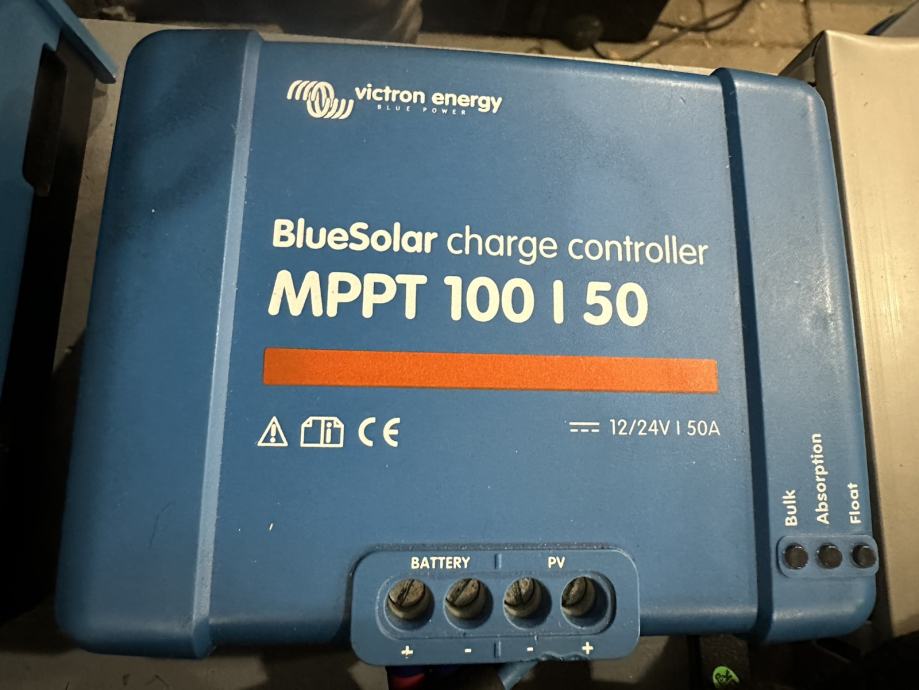 victron energy
BLUE POWER
BlueSolar charge controller
MPPT 100 | 50
CE
12/24V | 50A
Bulk
Absorption
Float
BATTERY | PV
+ - - +